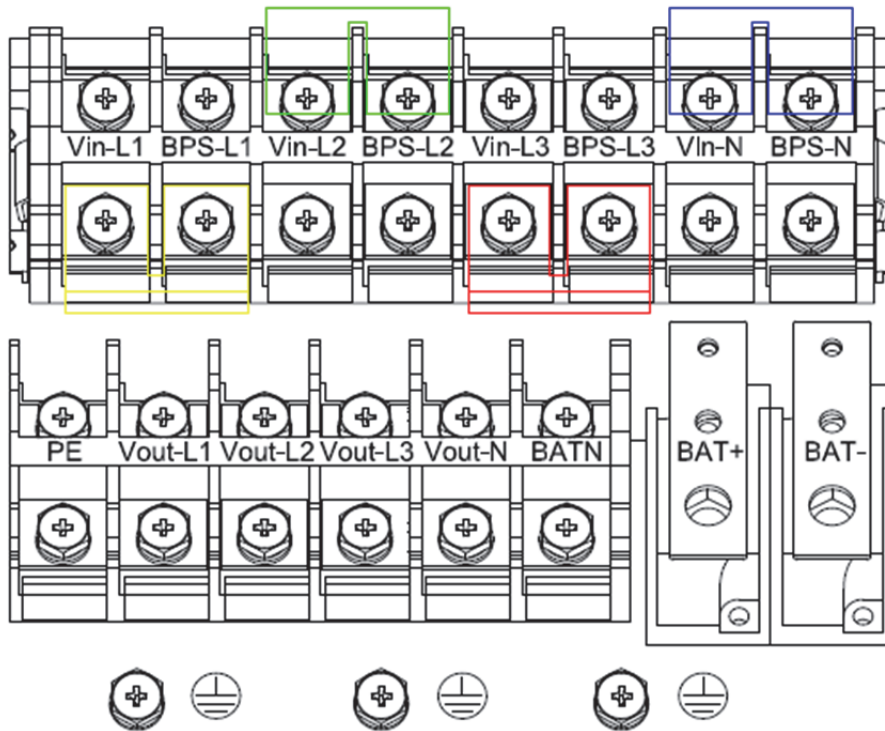 Vin-L1 BPS-L1 Vin-L2 BPS-L2 Vin-L3 BPS-L3 VIn-N BPS-N
PE Vout-L1 Vout-L2 Vout-L3 Vout-N BATN BAT+ BAT-